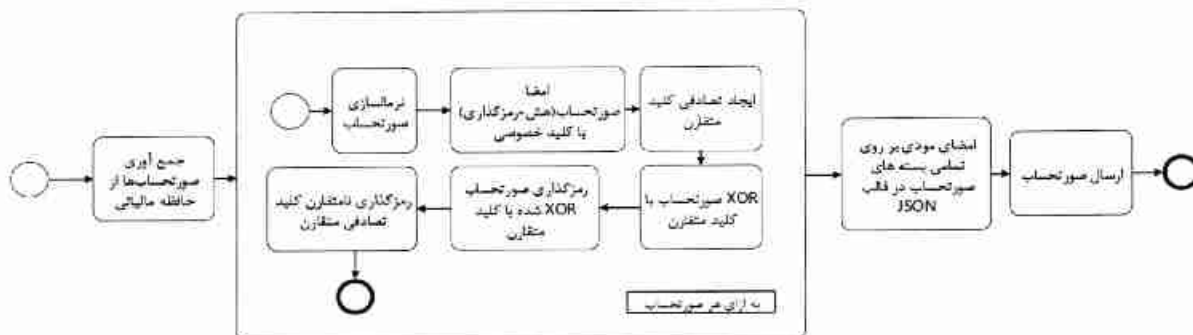 جمع آوری
صورتحساب‌ها از
حافظه مالیاتی
نرمالسازی
صورتحساب
امضا
صورتحساب(هش-رمزگذاری)
با کلید خصوصی
ایجاد تصادفی کلید
متقارن
XOR صورتحساب با
کلید متقارن
رمزگذاری صورتحساب
XOR شده با کلید
متقارن
رمزگذاری نامتقارن کلید
تصادفی متقارن
به ازای هر صورتحساب
امضای مودی بر روی
تمامی بسته های
صورتحساب در قالب
JSON
ارسال صورتحساب